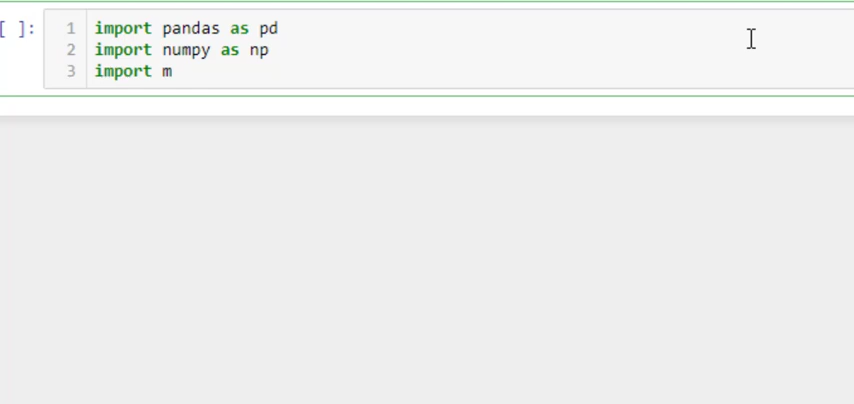 [ ]: 1 import pandas as pd
2 import numpy as np
3 import m